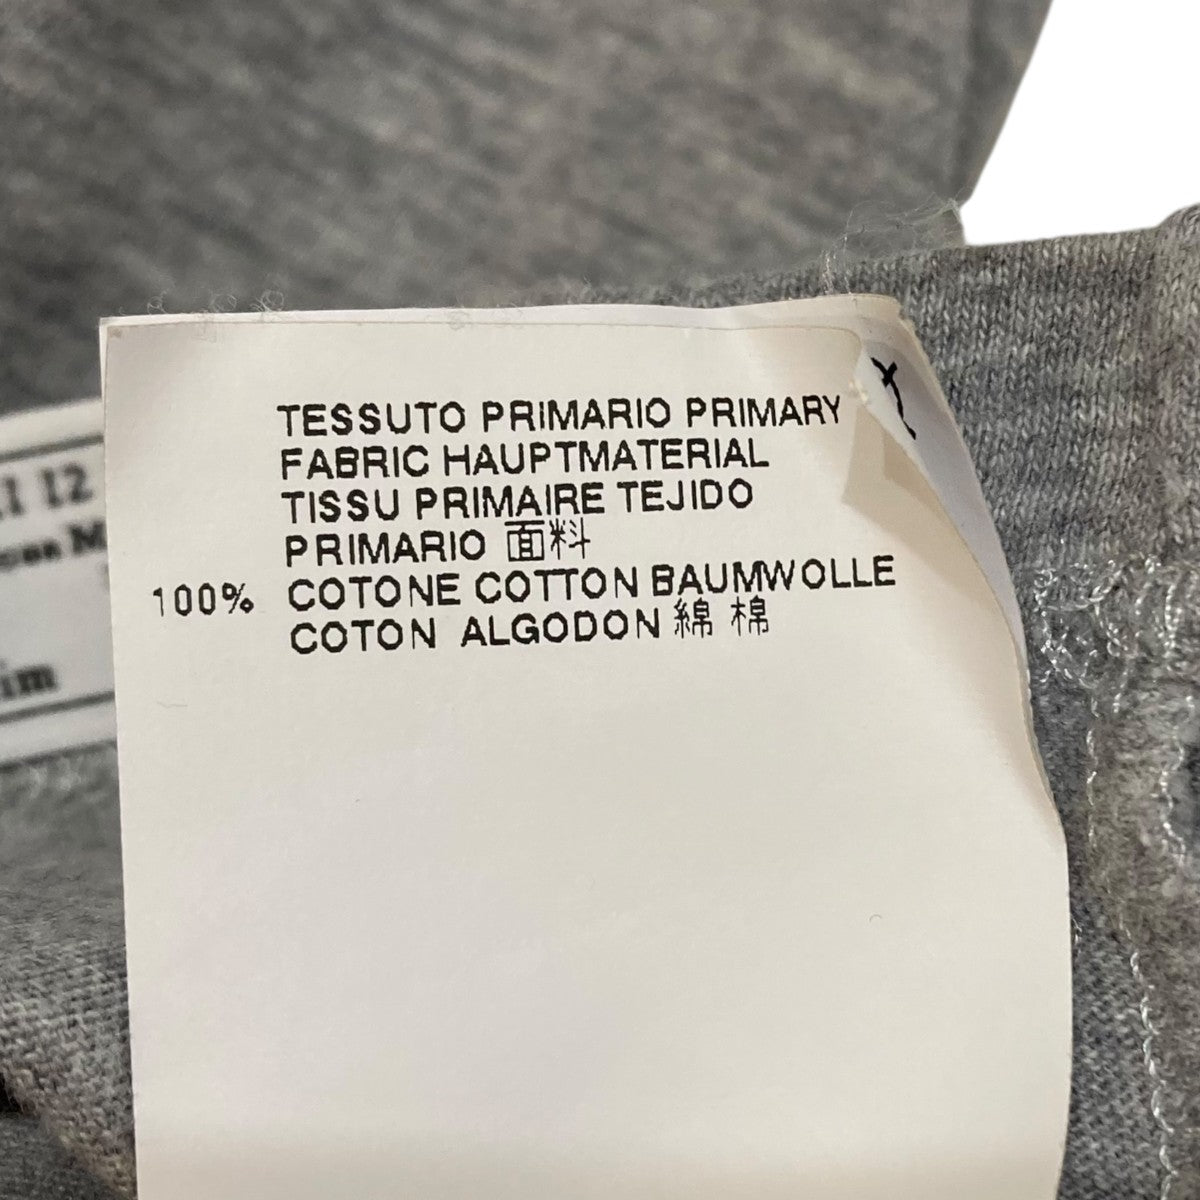 TESSUTO PRIMARIO PRIMARY
FABRIC HAUPTMATERIAL
TISSU PRIMAIRE TEJIDO
PRIMARIO 面料
100% COTONE COTTON BAUMWOLLE
COTON ALGODON 綿 棉
12